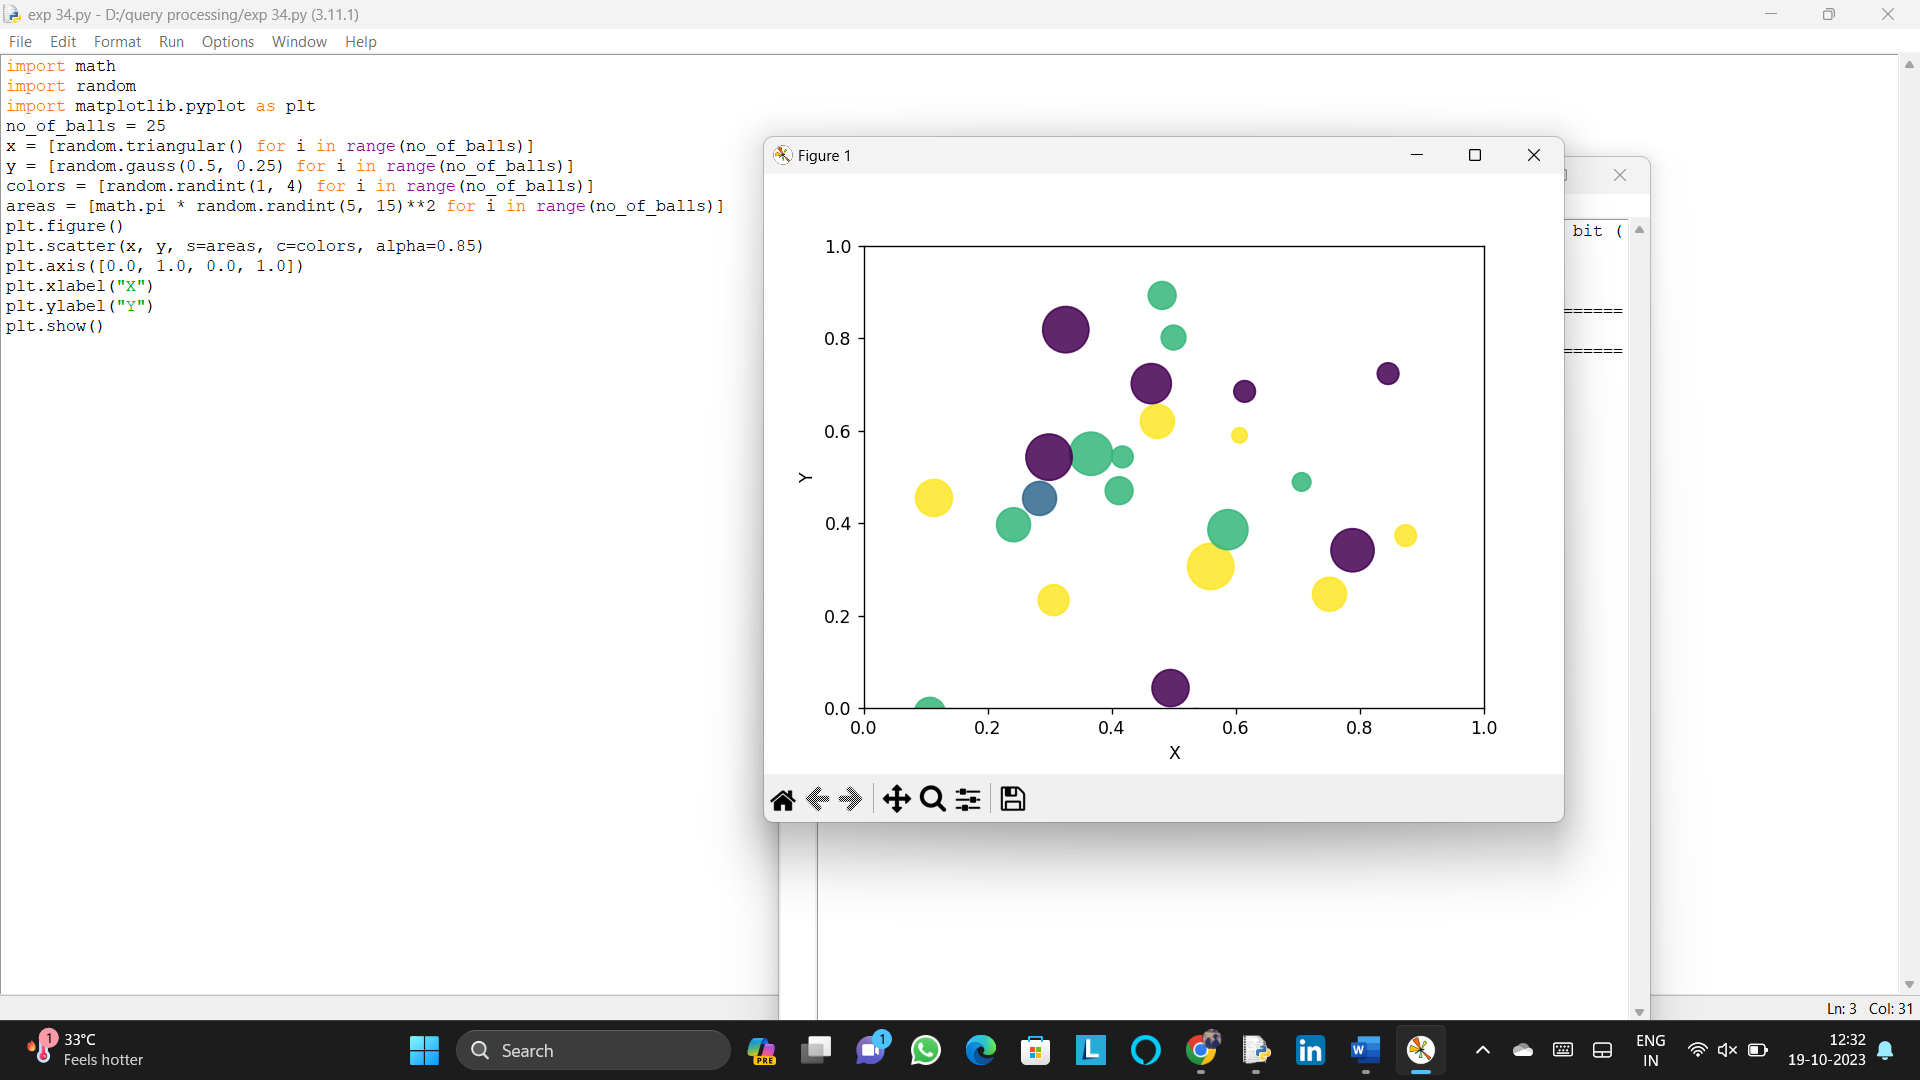 exp 34.py - D:/query processing/exp 34.py (3.11.1)
File Edit Format Run Options Window Help
import math
import random
import matplotlib.pyplot as plt
no_of_balls = 25
x = [random.triangular() for i in range(no_of_balls)]
y = [random.gauss(0.5, 0.25) for i in range(no_of_balls)]
colors = [random.randint(1, 4) for i in range(no_of_balls)]
areas = [math.pi * random.randint(5, 15)**2 for i in range(no_of_balls)]
plt.figure()
plt.scatter(x, y, s=areas, c=colors, alpha=0.85)
plt.axis([0.0, 1.0, 0.0, 1.0])
plt.xlabel("X")
plt.ylabel("Y")
plt.show()
Figure 1
bit (
======
======
1.0
0.8
0.6
Y
0.4
0.2
0.0
0.0 0.2 0.4 0.6 0.8 1.0
X
Ln: 3 Col: 31
1
33°C
Feels hotter
Search
PRE
1
L
in
W
ENG
IN
12:32
19-10-2023